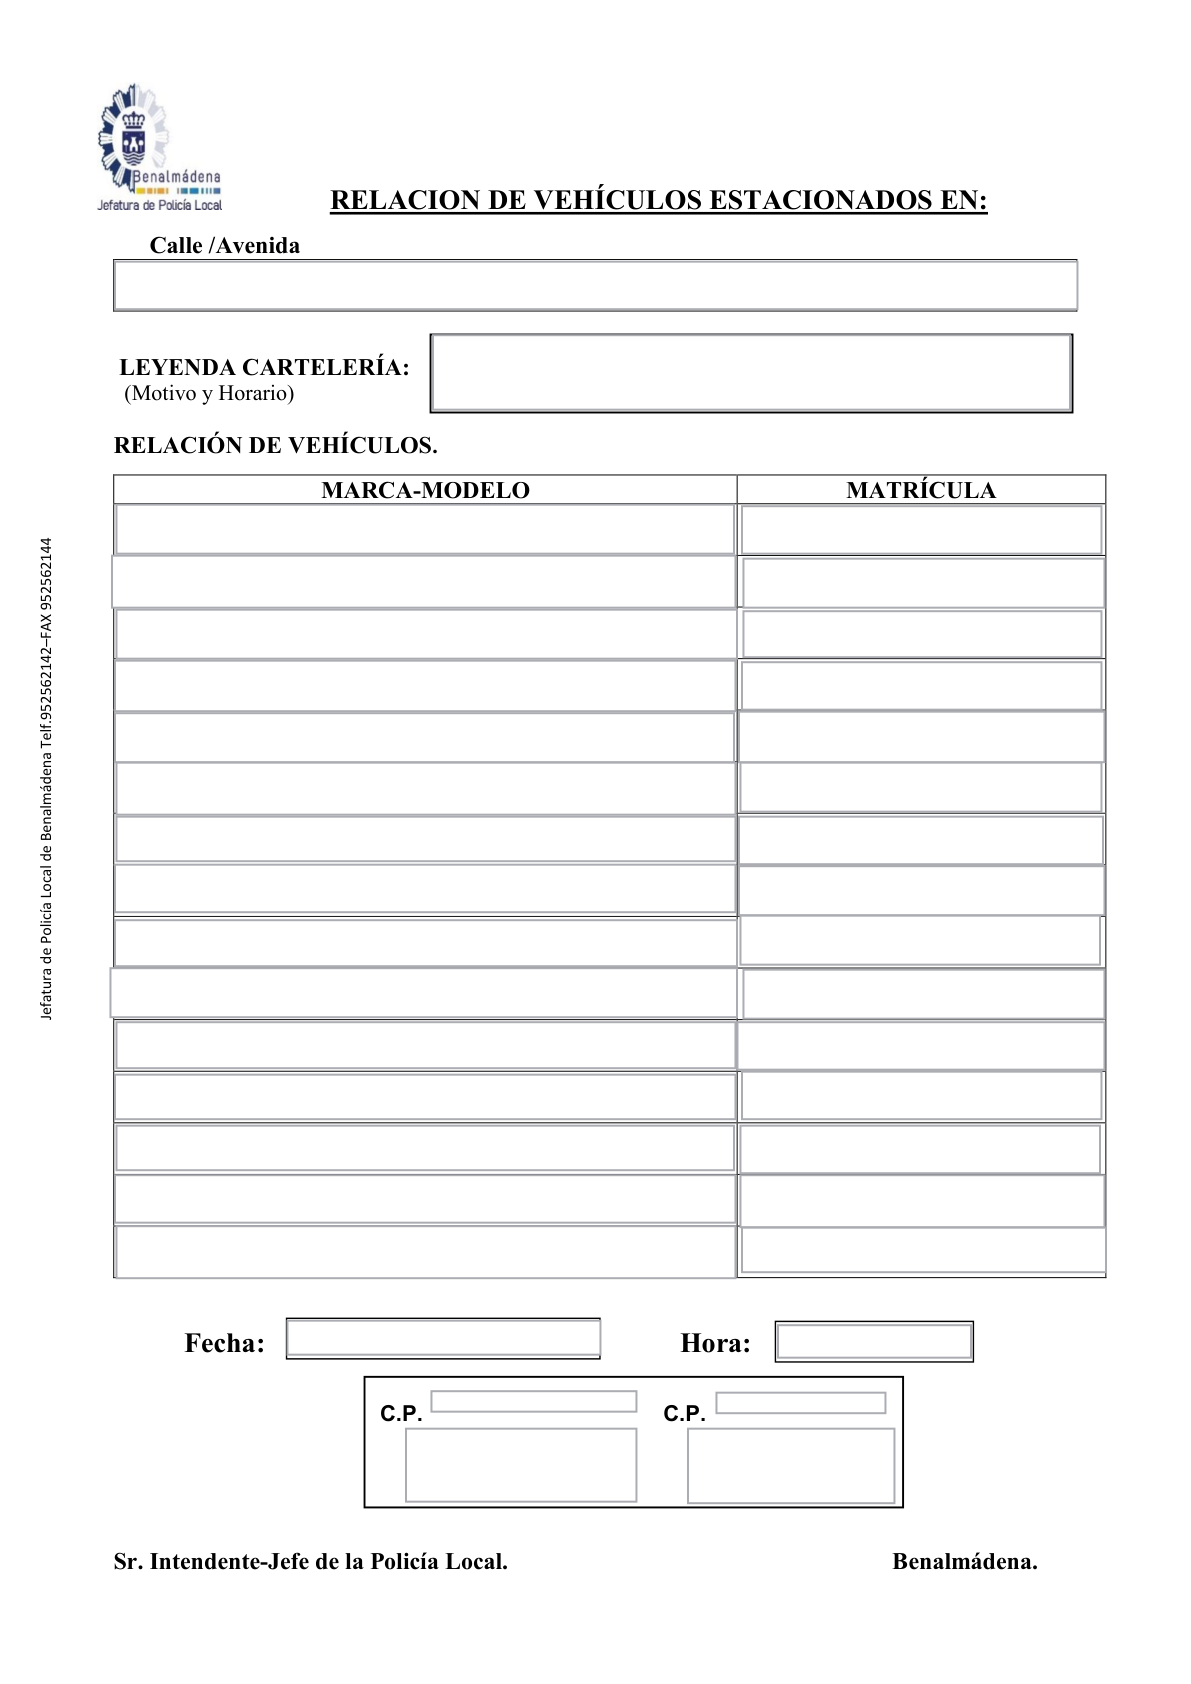 Benalmádena
Jefatura de Policía Local
RELACION DE VEHÍCULOS ESTACIONADOS EN:
Calle /Avenida
LEYENDA CARTELERÍA:
(Motivo y Horario)
RELACIÓN DE VEHÍCULOS.
MARCA-MODELO MATRÍCULA
Jefatura de Policía Local de Benalmádena Telf.952562142–FAX 952562144
Fecha: Hora:
C.P. C.P.
Sr. Intendente-Jefe de la Policía Local. Benalmádena.